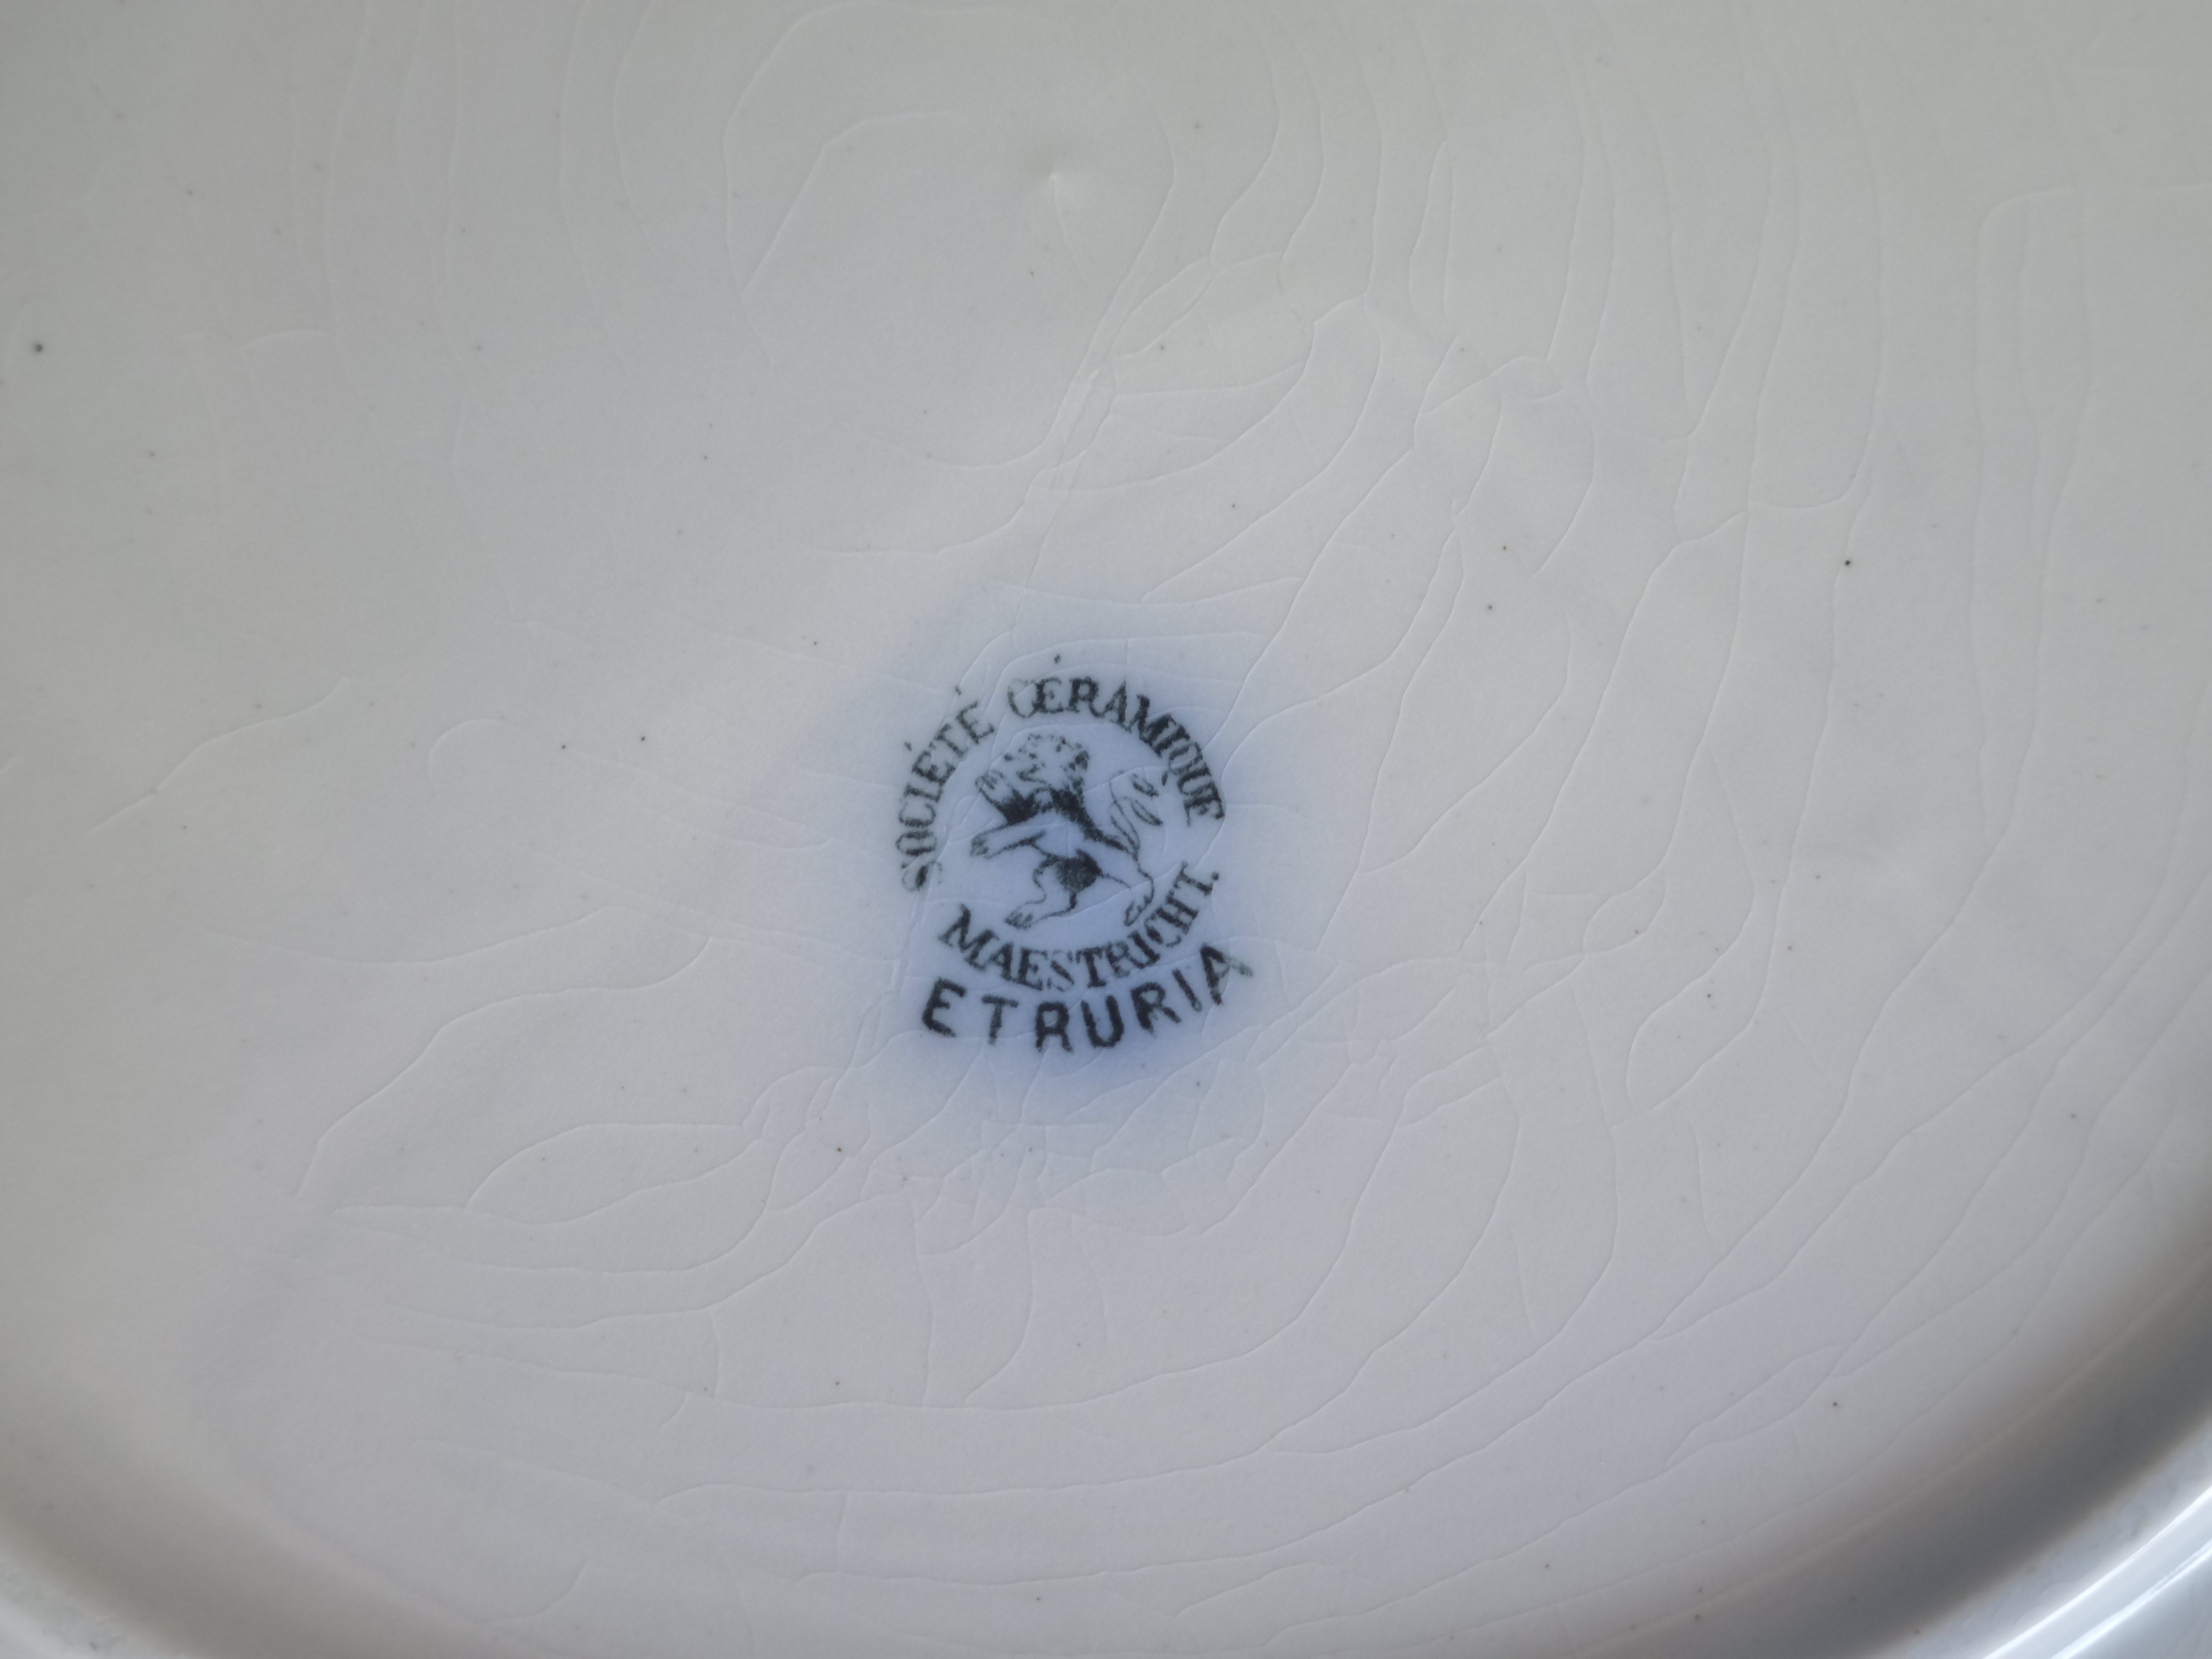 SOCIÉTÉ CÉRAMIQUE
MAESTRICHT.
ETRURIA